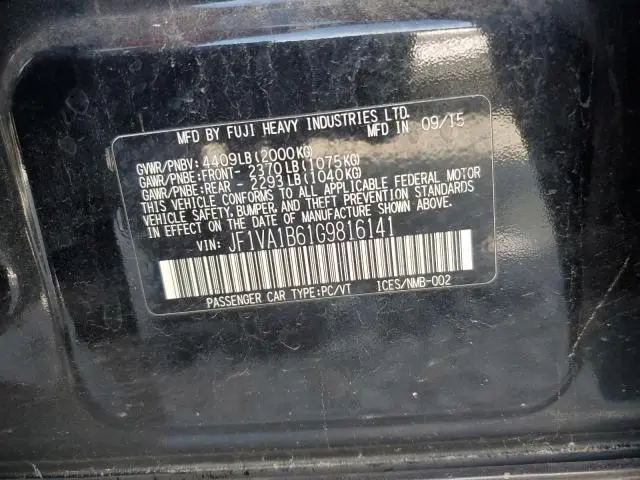 MFD BY FUJI HEAVY INDUSTRIES LTD.
MFD IN 09/15
GVWR/PNBV: 4409LB(2000KG)
GAWR/PNBE:FRONT- 2370LB(1075KG)
GAWR/PNBE:REAR - 2293LB(1040KG)
THIS VEHICLE CONFORMS TO ALL APPLICABLE FEDERAL MOTOR
VEHICLE SAFETY, BUMPER, AND THEFT PREVENTION STANDARDS
IN EFFECT ON THE DATE OF MANUFACTURE SHOWN ABOVE.
VIN: JF1VA1B61G9816141
PASSENGER CAR TYPE:PC/VT ICES/NMB-002